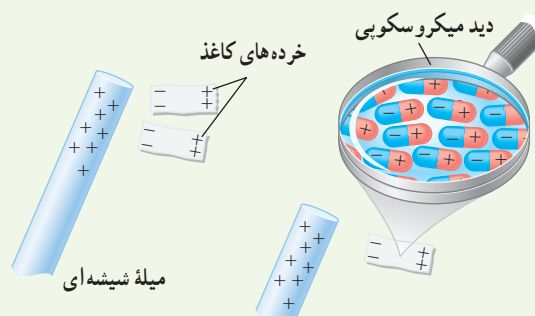 دید میکروسکوپی
خرده‌های کاغذ
میلهٔ شیشه‌ای